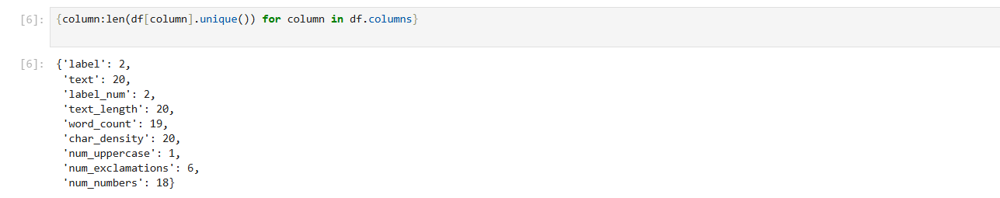 [6]: {column:len(df[column].unique()) for column in df.columns}
[6]: {'label': 2,
'text': 20,
'label_num': 2,
'text_length': 20,
'word_count': 19,
'char_density': 20,
'num_uppercase': 1,
'num_exclamations': 6,
'num_numbers': 18}